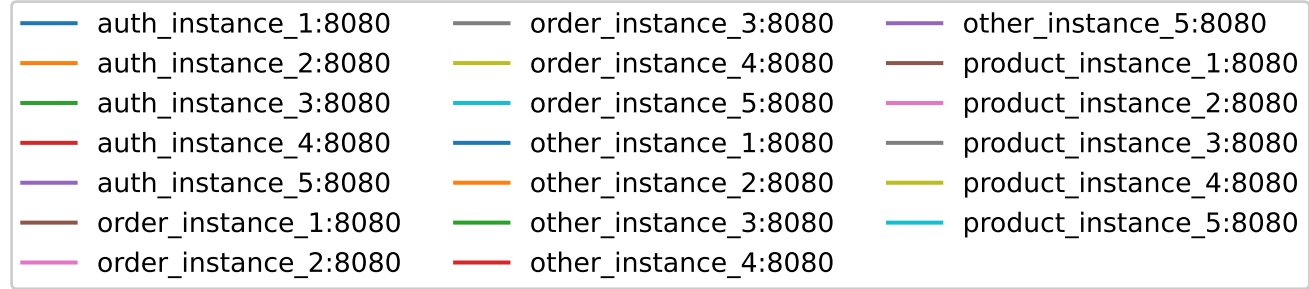 auth_instance_1:8080
auth_instance_2:8080
auth_instance_3:8080
auth_instance_4:8080
auth_instance_5:8080
order_instance_1:8080
order_instance_2:8080
order_instance_3:8080
order_instance_4:8080
order_instance_5:8080
other_instance_1:8080
other_instance_2:8080
other_instance_3:8080
other_instance_4:8080
other_instance_5:8080
product_instance_1:8080
product_instance_2:8080
product_instance_3:8080
product_instance_4:8080
product_instance_5:8080